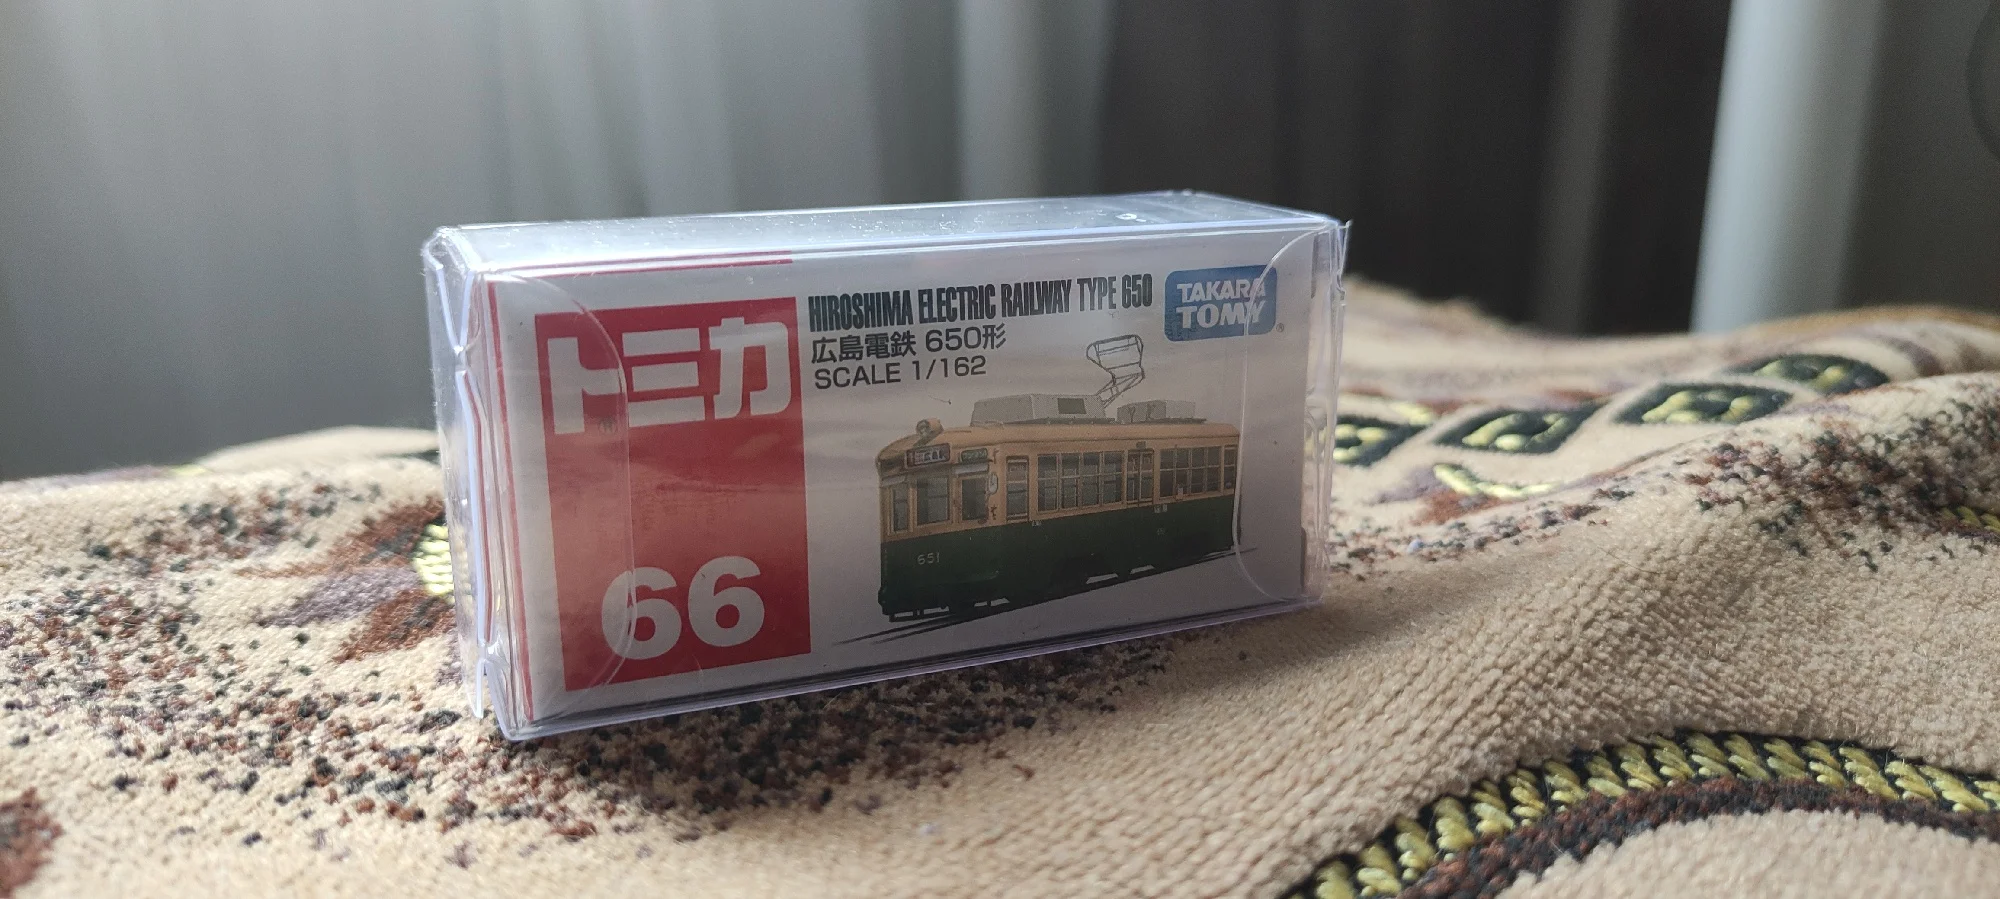 トミカ
66
HIROSHIMA ELECTRIC RAILWAY TYPE 650
広島電鉄 650形
SCALE 1/162
TAKARA
TOMY
®
651